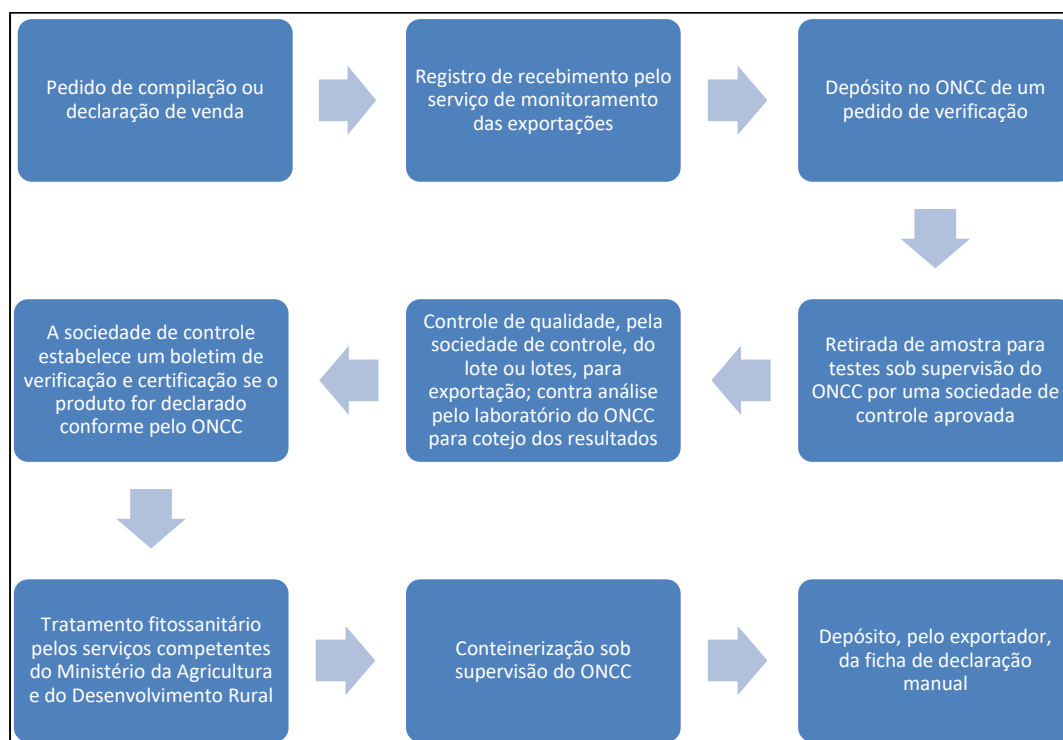 Pedido de compilação ou
declaração de venda
Registro de recebimento pelo
serviço de monitoramento
das exportações
Depósito no ONCC de um
pedido de verificação
Retirada de amostra para
testes sob supervisão do
ONCC por uma sociedade de
controle aprovada
Controle de qualidade, pela
sociedade de controle, do
lote ou lotes, para
exportação; contra análise
pelo laboratório do ONCC
para cotejo dos resultados
A sociedade de controle
estabelece um boletim de
verificação e certificação se o
produto for declarado
conforme pelo ONCC
Tratamento fitossanitário
pelos serviços competentes
do Ministério da Agricultura
e do Desenvolvimento Rural
Conteinerização sob
supervisão do ONCC
Depósito, pelo exportador,
da ficha de declaração
manual